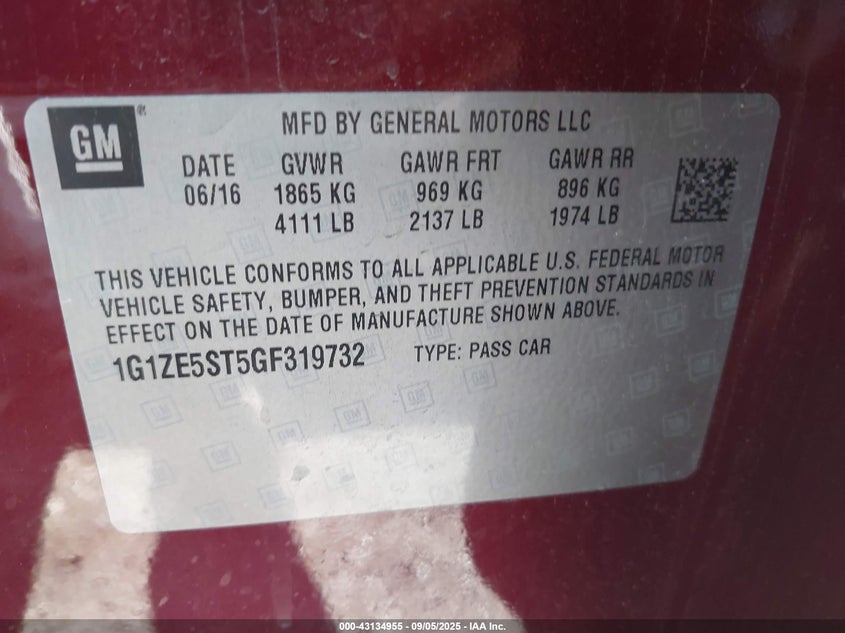 GM®
MFD BY GENERAL MOTORS LLC
DATE GVWR GAWR FRT GAWR RR
06/16 1865 KG 969 KG 896 KG
4111 LB 2137 LB 1974 LB
THIS VEHICLE CONFORMS TO ALL APPLICABLE U.S. FEDERAL MOTOR
VEHICLE SAFETY, BUMPER, AND THEFT PREVENTION STANDARDS IN
EFFECT ON THE DATE OF MANUFACTURE SHOWN ABOVE.
1G1ZE5ST5GF319732 TYPE: PASS CAR
000-43134955 - 09/05/2025 - IAA Inc.